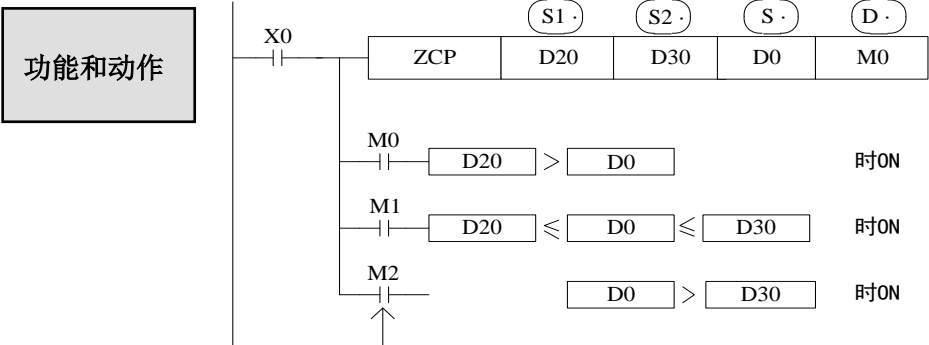 功能和动作
S1· S2· S· D·
X0
ZCP D20 D30 D0 M0
M0
D20 > D0 时ON
M1
D20 ≤ D0 ≤ D30 时ON
M2
D0 > D30 时ON